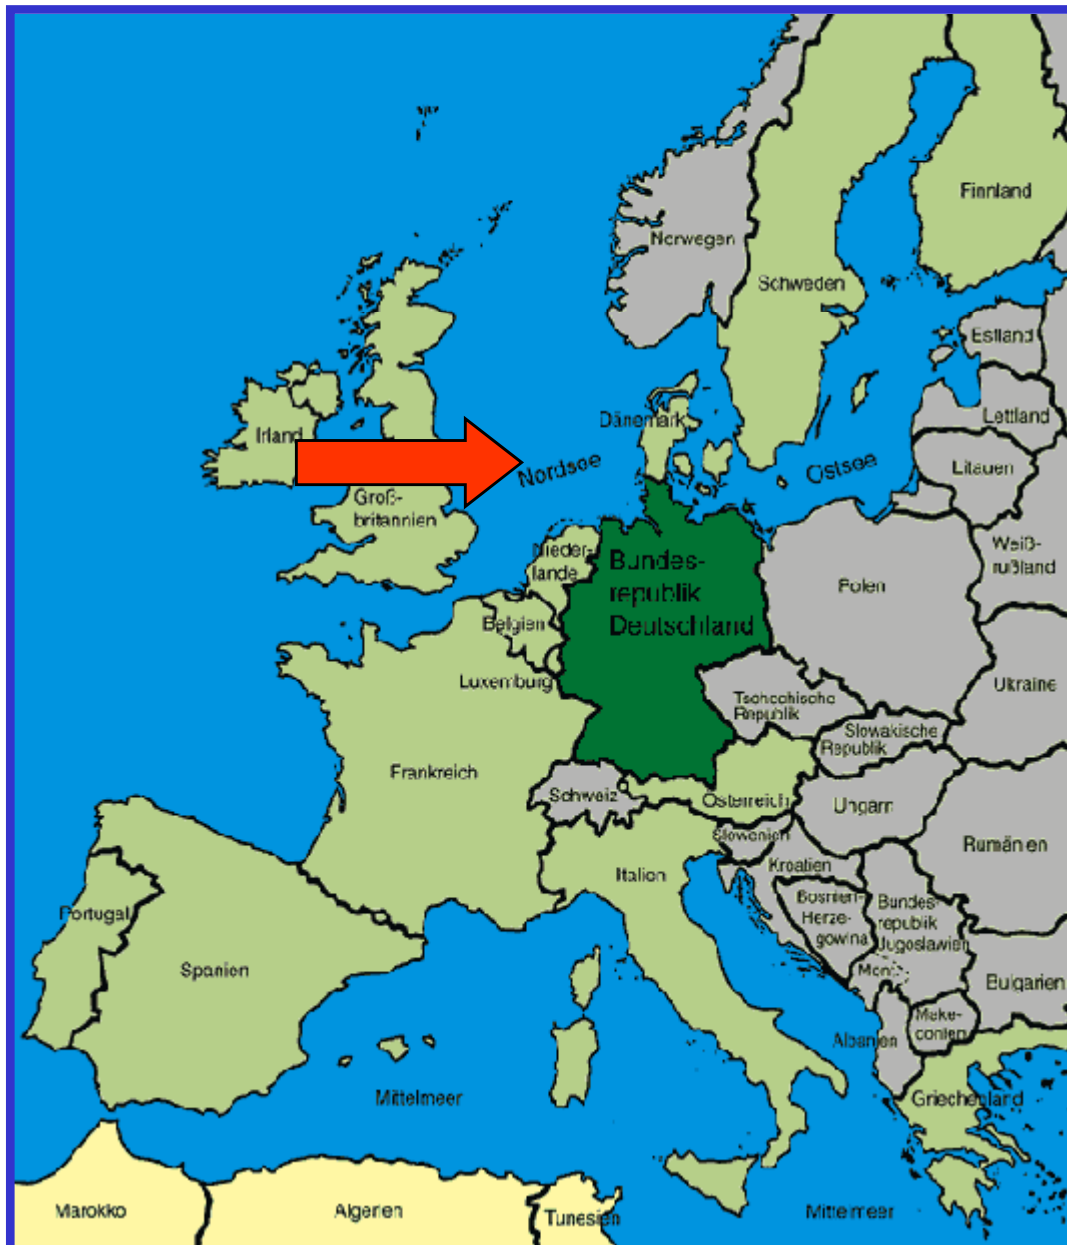 Finnland
Norwegen
Schweden
Estland
Lettland
Dänemark
Irland
Nordsee
Ostsee
Litauen
Groß-
britannien
Weiß-
rußland
Nieder-
lande
Bundes-
republik
Deutschland
Polen
Belgien
Luxemburg
Ukraine
Tschechische
Republik
Slowakische
Republik
Frankreich
Schweiz
Österreich
Ungarn
Slowenien
Rumänien
Kroatien
Italien
Portugal
Bosnien-
Herze-
gowina
Bundes-
republik
Jugoslawien
Spanien
Mont.
Bulgarien
Make-
donien
Albanien
Mittelmeer
Griechenland
Marokko
Algerien
Tunesien
Mittelmeer